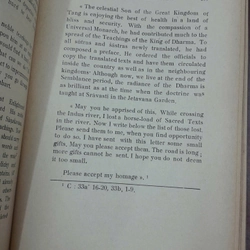 « The celestial Son of the Great Kingdom of
Tang is enjoying the best of health in a land of
bliss and security. With the compassion of a
Universal Monarch, he had contributed much to the
spread of the Teachings of the King of Dharma. To
all sūtras and śāstras newly translated, he had
composed a preface. He ordered the officials to
copy the translated texts and have them circulated
inside the country as well as in the neighbouring
kingdoms. Although now, we live at the end of the
Semblance period, the radiance of the Dharma is
as brilliant as at the time when the doctrine was
taught at Sravasti in the Jetavana Garden.
« May you be apprised of this. While crossing
the Indus river, I lost a horse-load of Sacred Texts
in the river. Now I write below the list of those lost.
Please send them to me, when you find opportunity
to do so. I have sent with this letter some small
gifts. May you please accept them. The road is long;
more gifts cannot be sent. I hope you do not deem
it too small.
Please accept my homage ». ¹
¹ C : 33a' 16-20, 33b, 1-9.